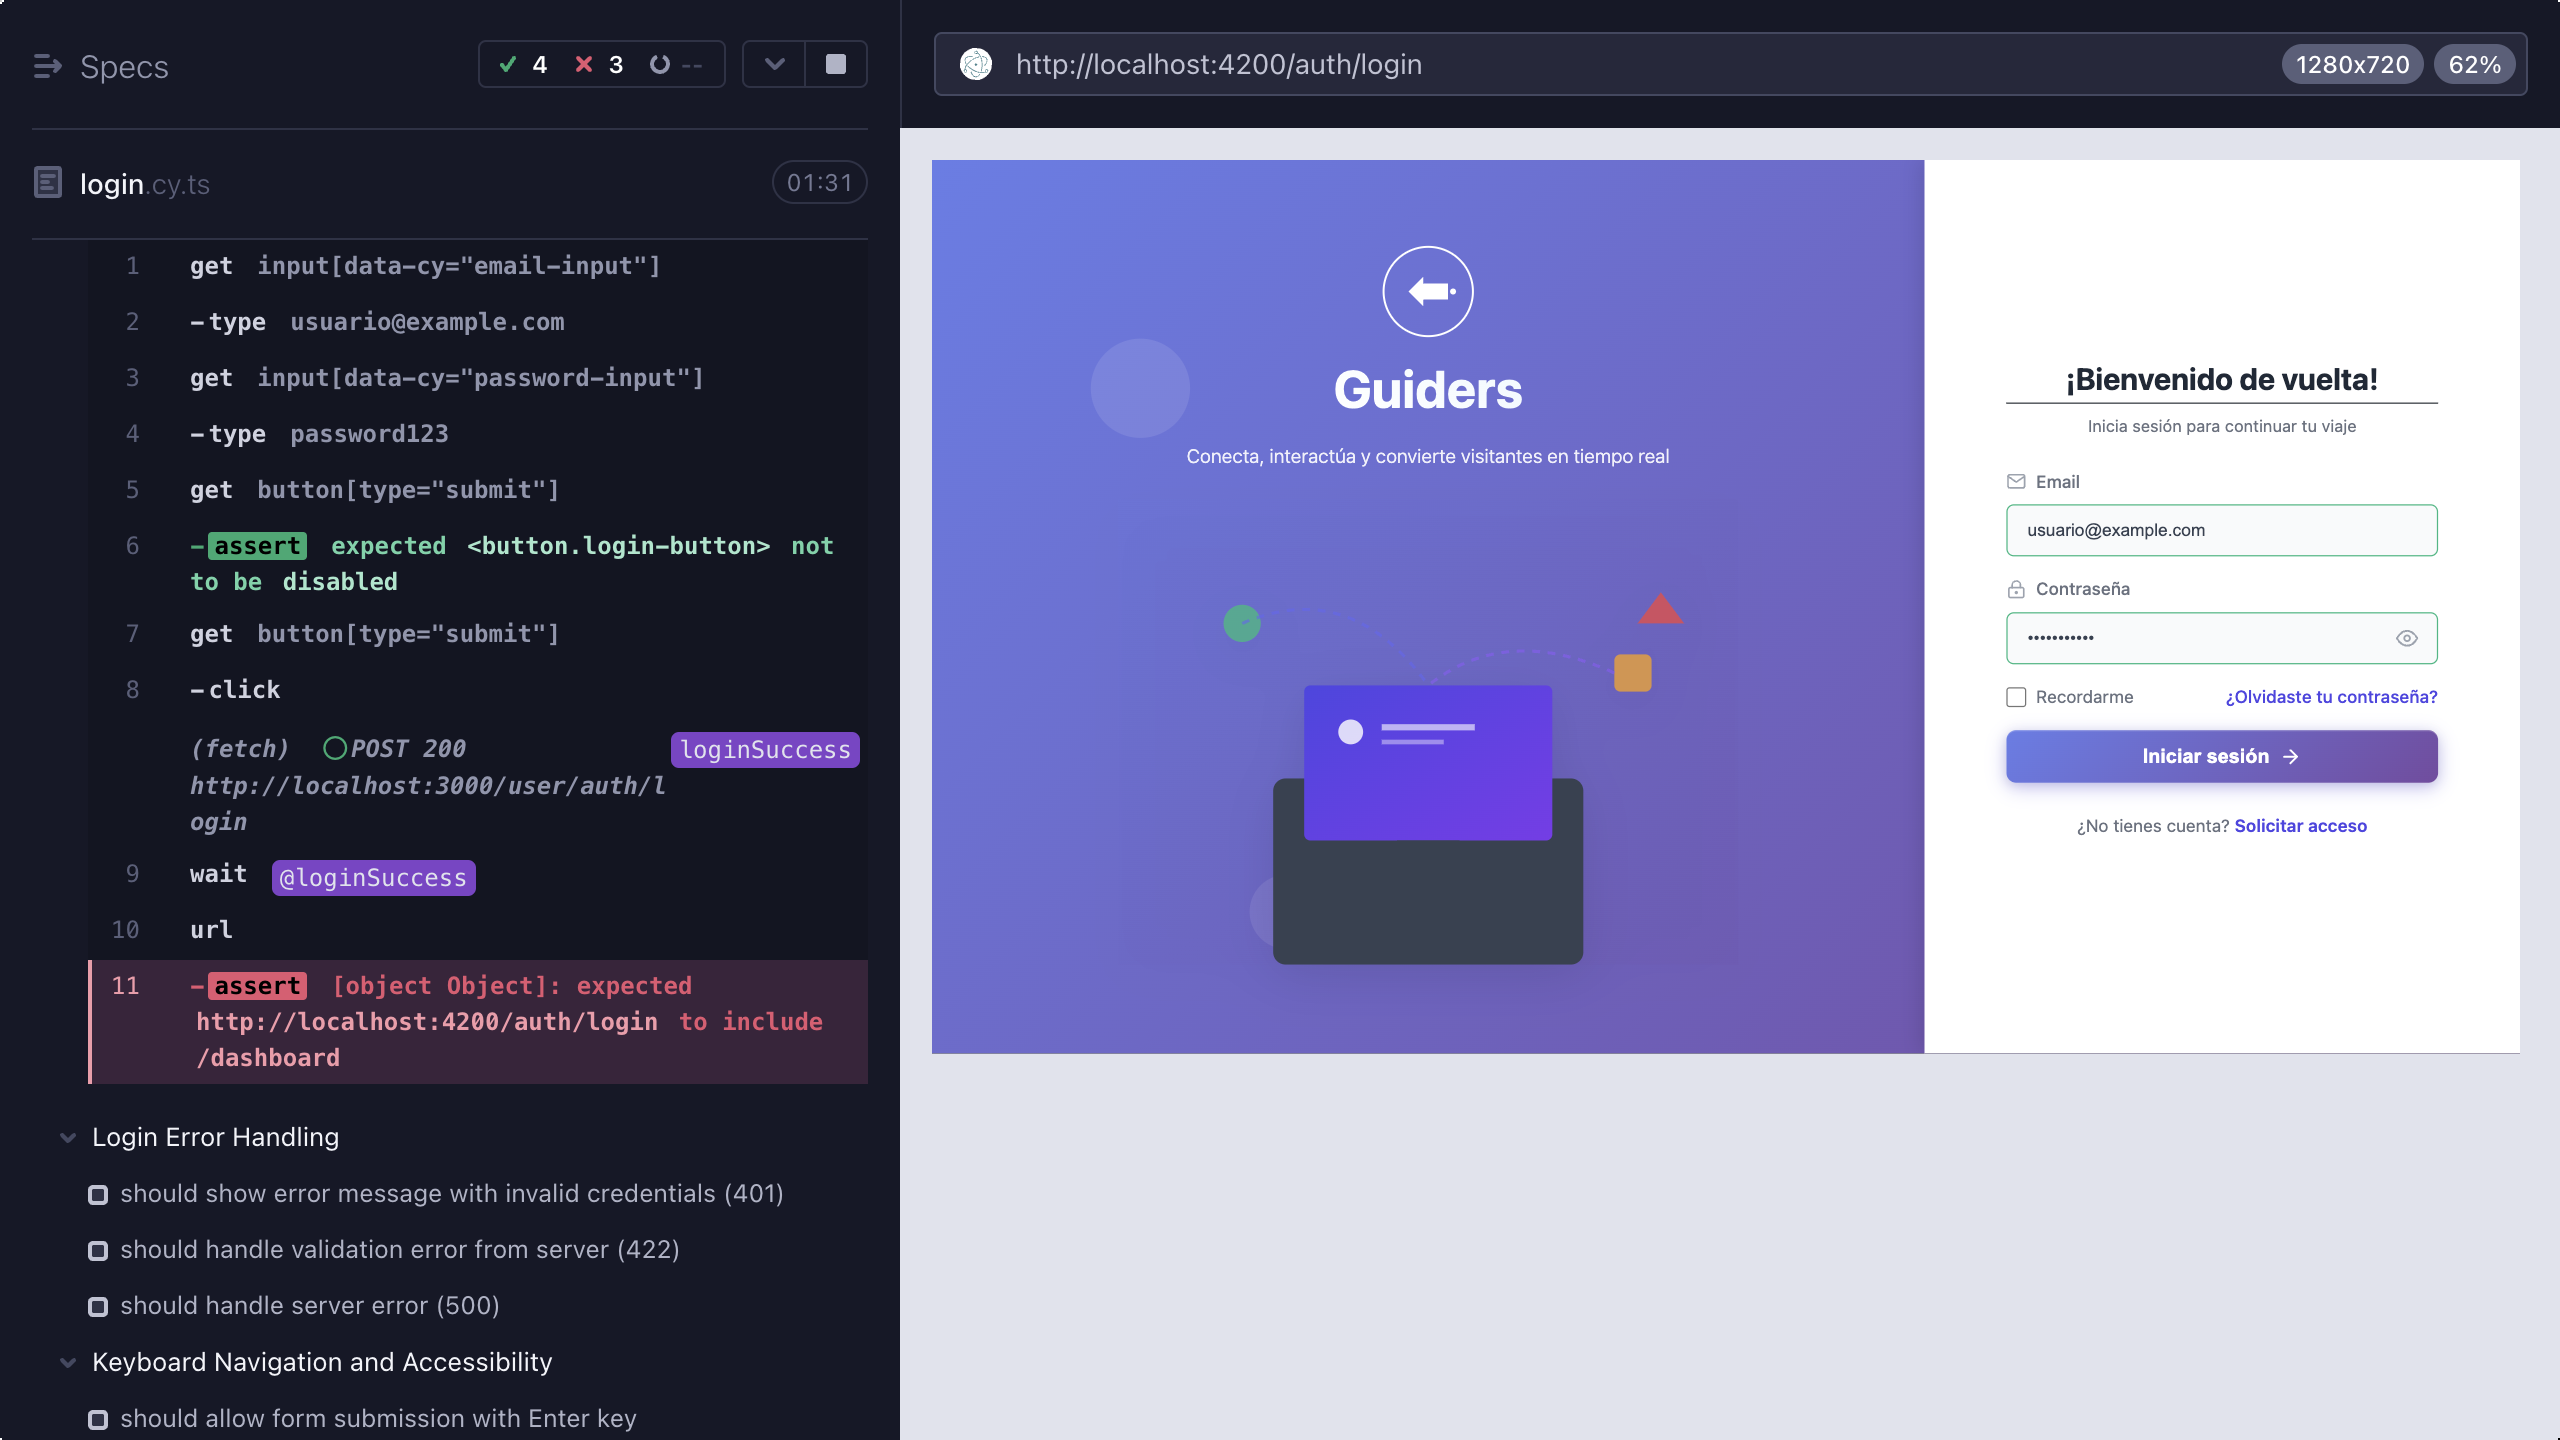 Specs
4 3 --
login.cy.ts 01:31
1 get input[data-cy="email-input"]
2 -type usuario@example.com
3 get input[data-cy="password-input"]
4 -type password123
5 get button[type="submit"]
6 -assert expected <button.login-button> not
to be disabled
7 get button[type="submit"]
8 -click
(fetch) POST 200 loginSuccess
http://localhost:3000/user/auth/l
ogin
9 wait @loginSuccess
10 url
11 -assert [object Object]: expected
http://localhost:4200/auth/login to include
/dashboard
Login Error Handling
should show error message with invalid credentials (401)
should handle validation error from server (422)
should handle server error (500)
Keyboard Navigation and Accessibility
should allow form submission with Enter key
http://localhost:4200/auth/login 1280x720 62%
Guiders
Conecta, interactúa y convierte visitantes en tiempo real
¡Bienvenido de vuelta!
Inicia sesión para continuar tu viaje
Email
usuario@example.com
Contraseña
•••••••••••
Recordarme ¿Olvidaste tu contraseña?
Iniciar sesión →
¿No tienes cuenta? Solicitar acceso